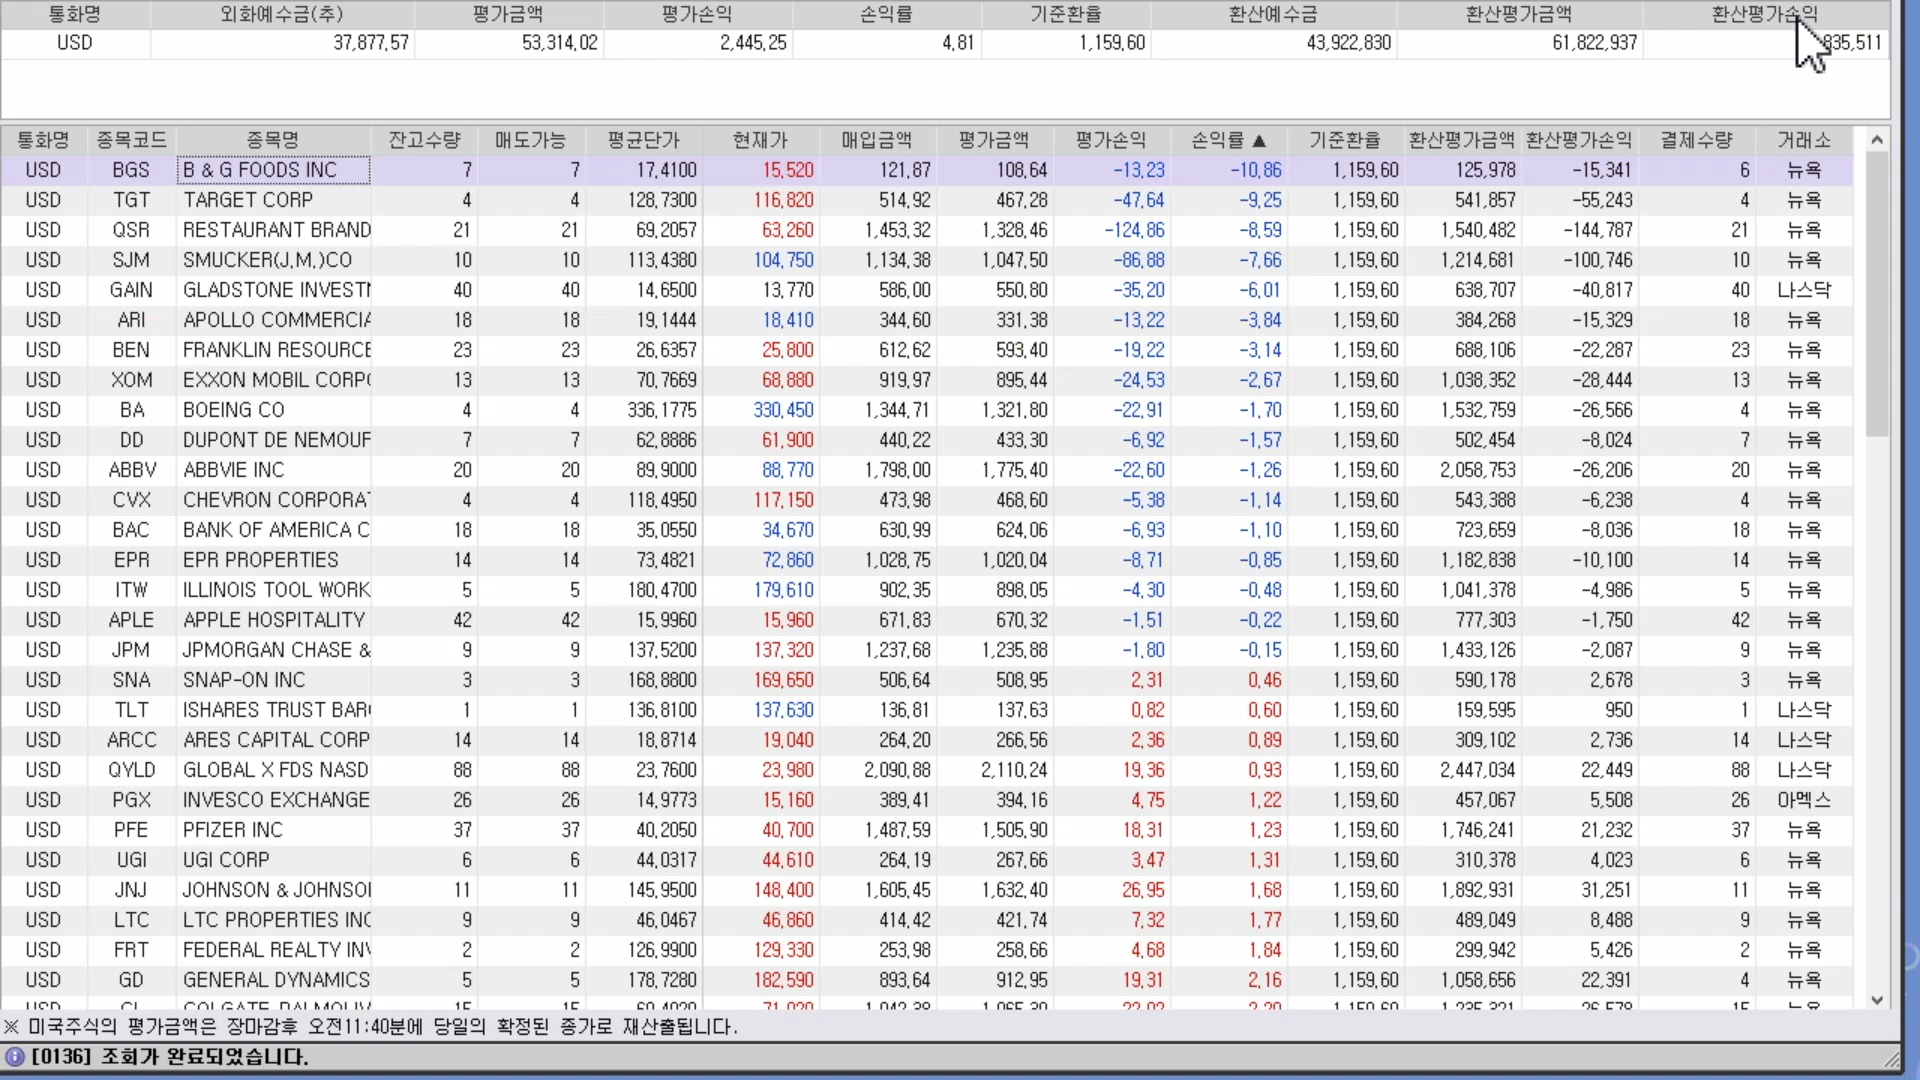 통화명 외화예수금(추) 평가금액 평가손익 손익률 기준환율 환산예수금 환산평가금액 환산평가손익
USD 37,877,57 53,314,02 2,445,25 4,81 1,159,60 43,922,830 61,822,937 835,511
통화명 종목코드 종목명 잔고수량 매도가능 평균단가 현재가 매입금액 평가금액 평가손익 손익률 ▲ 기준환율 환산평가금액 환산평가손익 결제수량 거래소
USD BGS B & G FOODS INC 7 7 17,4100 15,520 121,87 108,64 -13,23 -10,86 1,159,60 125,978 -15,341 6 뉴욕
USD TGT TARGET CORP 4 4 128,7300 116,820 514,92 467,28 -47,64 -9,25 1,159,60 541,857 -55,243 4 뉴욕
USD QSR RESTAURANT BRAND 21 21 69,2057 63,260 1,453,32 1,328,46 -124,86 -8,59 1,159,60 1,540,482 -144,787 21 뉴욕
USD SJM SMUCKER(J,M,)CO 10 10 113,4380 104,750 1,134,38 1,047,50 -86,88 -7,66 1,159,60 1,214,681 -100,746 10 뉴욕
USD GAIN GLADSTONE INVEST 40 40 14,6500 13,770 586,00 550,80 -35,20 -6,01 1,159,60 638,707 -40,817 40 나스닥
USD ARI APOLLO COMMERCIA 18 18 19,1444 18,410 344,60 331,38 -13,22 -3,84 1,159,60 384,268 -15,329 18 뉴욕
USD BEN FRANKLIN RESOURCE 23 23 26,6357 25,800 612,62 593,40 -19,22 -3,14 1,159,60 688,106 -22,287 23 뉴욕
USD XOM EXXON MOBIL CORP 13 13 70,7669 68,880 919,97 895,44 -24,53 -2,67 1,159,60 1,038,352 -28,444 13 뉴욕
USD BA BOEING CO 4 4 336,1775 330,450 1,344,71 1,321,80 -22,91 -1,70 1,159,60 1,532,759 -26,566 4 뉴욕
USD DD DUPONT DE NEMOUF 7 7 62,8886 61,900 440,22 433,30 -6,92 -1,57 1,159,60 502,454 -8,024 7 뉴욕
USD ABBV ABBVIE INC 20 20 89,9000 88,770 1,798,00 1,775,40 -22,60 -1,26 1,159,60 2,058,753 -26,206 20 뉴욕
USD CVX CHEVRON CORPORAT 4 4 118,4950 117,150 473,98 468,60 -5,38 -1,14 1,159,60 543,388 -6,238 4 뉴욕
USD BAC BANK OF AMERICA C 18 18 35,0550 34,670 630,99 624,06 -6,93 -1,10 1,159,60 723,659 -8,036 18 뉴욕
USD EPR EPR PROPERTIES 14 14 73,4821 72,860 1,028,75 1,020,04 -8,71 -0,85 1,159,60 1,182,838 -10,100 14 뉴욕
USD ITW ILLINOIS TOOL WORK 5 5 180,4700 179,610 902,35 898,05 -4,30 -0,48 1,159,60 1,041,378 -4,986 5 뉴욕
USD APLE APPLE HOSPITALITY 42 42 15,9960 15,960 671,83 670,32 -1,51 -0,22 1,159,60 777,303 -1,750 42 뉴욕
USD JPM JPMORGAN CHASE & 9 9 137,5200 137,320 1,237,68 1,235,88 -1,80 -0,15 1,159,60 1,433,126 -2,087 9 뉴욕
USD SNA SNAP-ON INC 3 3 168,8800 169,650 506,64 508,95 2,31 0,46 1,159,60 590,178 2,678 3 뉴욕
USD TLT ISHARES TRUST BAR 1 1 136,8100 137,630 136,81 137,63 0,82 0,60 1,159,60 159,595 950 1 나스닥
USD ARCC ARES CAPITAL CORP 14 14 18,8714 19,040 264,20 266,56 2,36 0,89 1,159,60 309,102 2,736 14 나스닥
USD QYLD GLOBAL X FDS NASD 88 88 23,7600 23,980 2,090,88 2,110,24 19,36 0,93 1,159,60 2,447,034 22,449 88 나스닥
USD PGX INVESCO EXCHANGE 26 26 14,9773 15,160 389,41 394,16 4,75 1,22 1,159,60 457,067 5,508 26 아멕스
USD PFE PFIZER INC 37 37 40,2050 40,700 1,487,59 1,505,90 18,31 1,23 1,159,60 1,746,241 21,232 37 뉴욕
USD UGI UGI CORP 6 6 44,0317 44,610 264,19 267,66 3,47 1,31 1,159,60 310,378 4,023 6 뉴욕
USD JNJ JOHNSON & JOHNSO 11 11 145,9500 148,400 1,605,45 1,632,40 26,95 1,68 1,159,60 1,892,931 31,251 11 뉴욕
USD LTC LTC PROPERTIES INC 9 9 46,0467 46,860 414,42 421,74 7,32 1,77 1,159,60 489,049 8,488 9 뉴욕
USD FRT FEDERAL REALTY INV 2 2 126,9900 129,330 253,98 258,66 4,68 1,84 1,159,60 299,942 5,426 2 뉴욕
USD GD GENERAL DYNAMICS 5 5 178,7280 182,590 893,64 912,95 19,31 2,16 1,159,60 1,058,656 22,391 4 뉴욕
※ 미국주식의 평가금액은 장마감후 오전11:40분에 당일의 확정된 종가로 재산출됩니다.
[0136] 조회가 완료되었습니다.